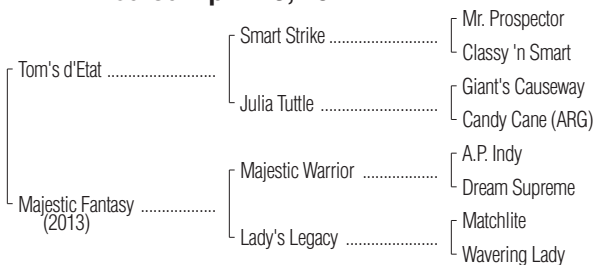 Mr. Prospector
Smart Strike ........................
Classy 'n Smart
Tom's d'Etat ......................
Giant's Causeway
Julia Tuttle ........................
Candy Cane (ARG)
A.P. Indy
Majestic Warrior ...............
Dream Supreme
Majestic Fantasy ...............
(2013)
Matchlite
Lady's Legacy ...................
Wavering Lady